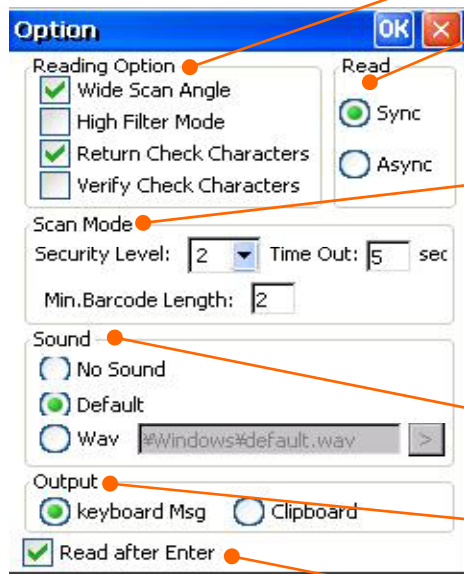 Option OK
Reading Option
Wide Scan Angle
High Filter Mode
Return Check Characters
Verify Check Characters
Read
Sync
Async
Scan Mode
Security Level: 2 Time Out: 5 sec
Min.Barcode Length: 2
Sound
No Sound
Default
Wav ¥Windows¥default.wav >
Output
keyboard Msg Clipboard
Read after Enter